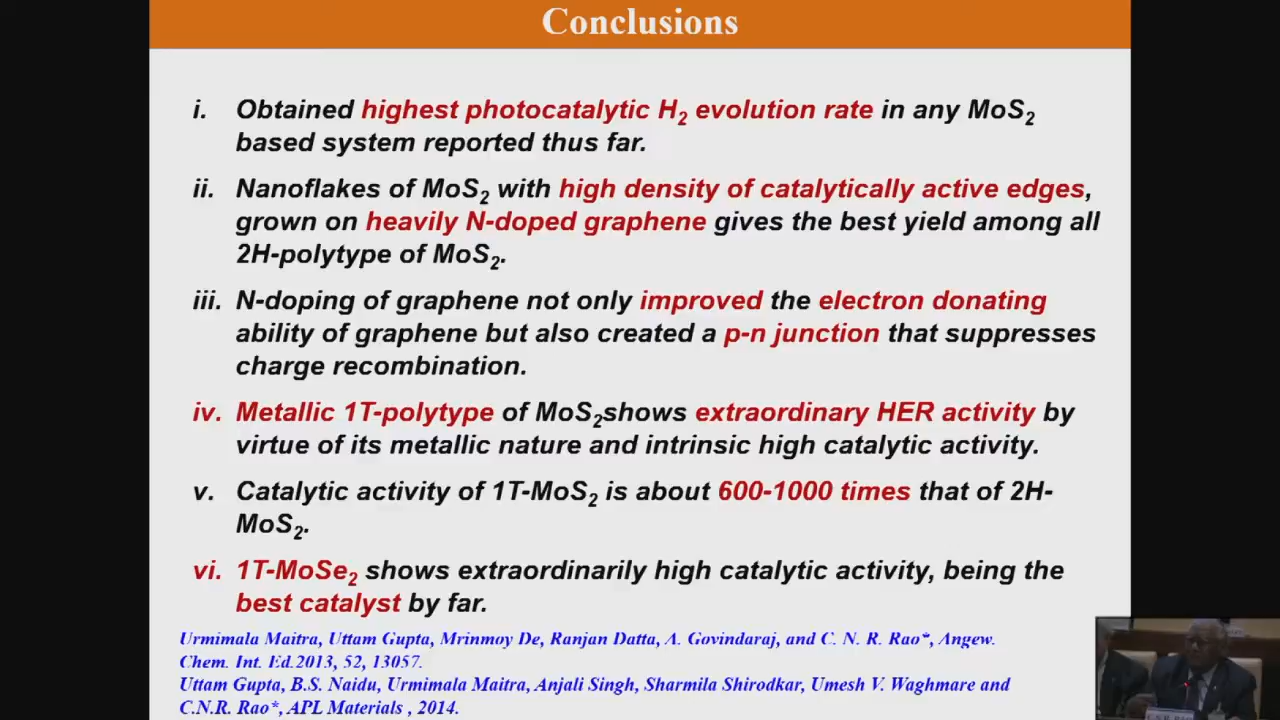 Conclusions
i. Obtained highest photocatalytic H2 evolution rate in any MoS2
based system reported thus far.
ii. Nanoflakes of MoS2 with high density of catalytically active edges,
grown on heavily N-doped graphene gives the best yield among all
2H-polytype of MoS2.
iii. N-doping of graphene not only improved the electron donating
ability of graphene but also created a p-n junction that suppresses
charge recombination.
iv. Metallic 1T-polytype of MoS2shows extraordinary HER activity by
virtue of its metallic nature and intrinsic high catalytic activity.
v. Catalytic activity of 1T-MoS2 is about 600-1000 times that of 2H-
MoS2.
vi. 1T-MoSe2 shows extraordinarily high catalytic activity, being the
best catalyst by far.
Urmimala Maitra, Uttam Gupta, Mrinmoy De, Ranjan Datta, A. Govindaraj, and C. N. R. Rao*, Angew.
Chem. Int. Ed.2013, 52, 13057.
Uttam Gupta, B.S. Naidu, Urmimala Maitra, Anjali Singh, Sharmila Shirodkar, Umesh V. Waghmare and
C.N.R. Rao*, APL Materials , 2014.